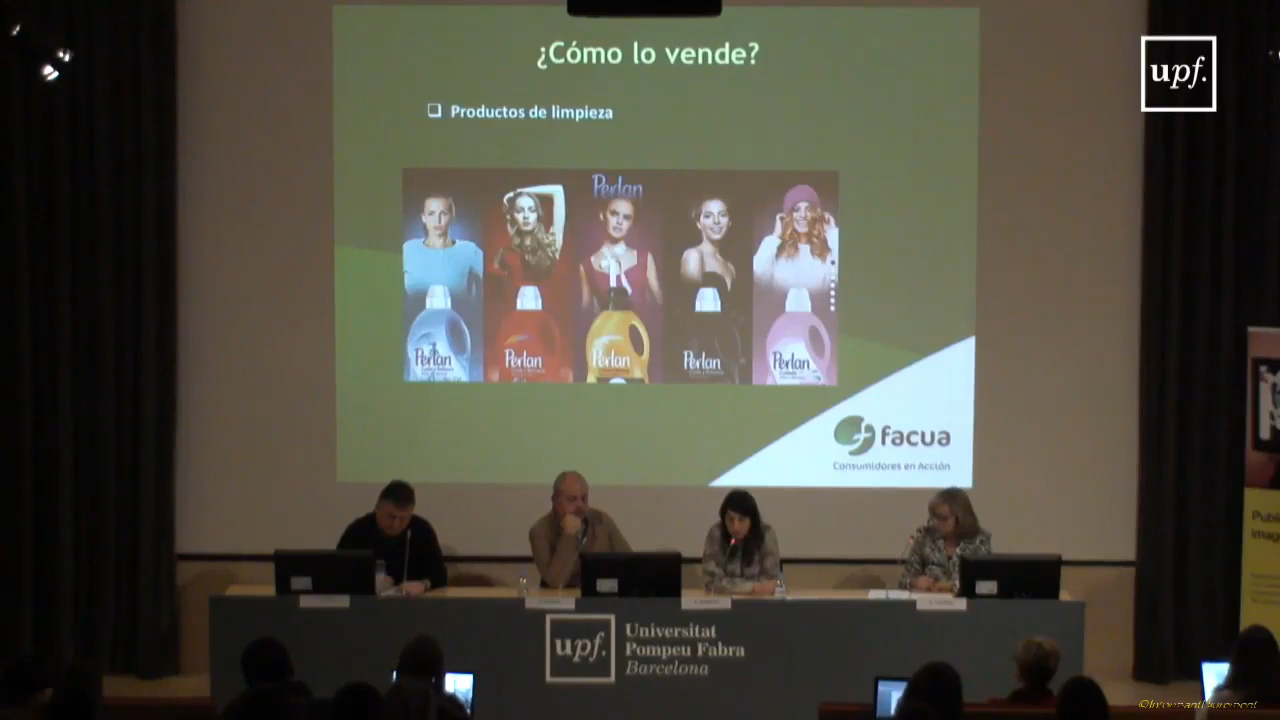 ¿Cómo lo vende?
upf.
Productos de limpieza
Perlan
Perlan
Perlan
Perlan
Perlan
Perlan
facua
Consumidores en Acción
upf.
Universitat
Pompeu Fabra
Barcelona